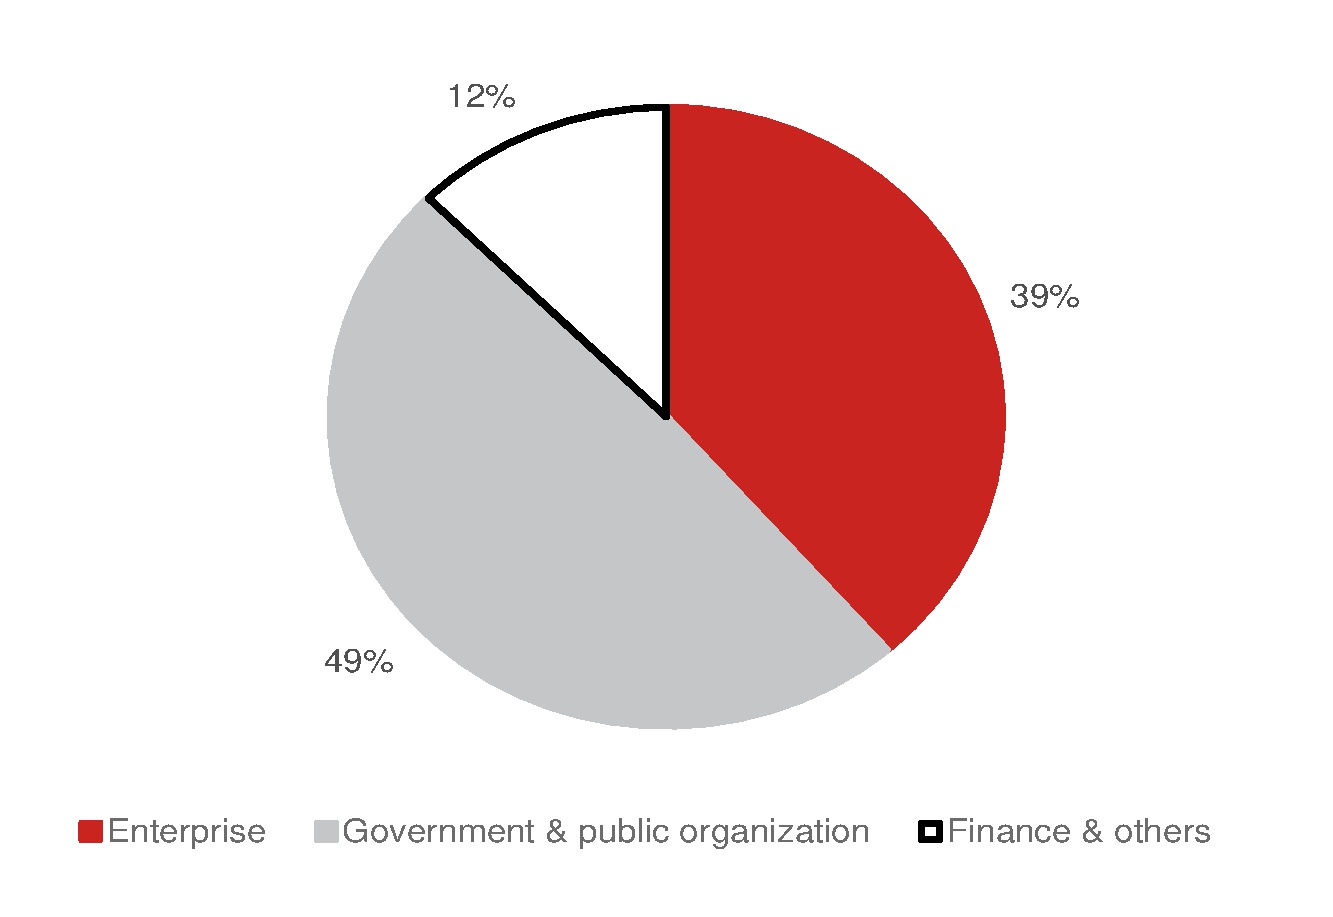 12%
39%
49%
Enterprise
Government & public organization
Finance & others